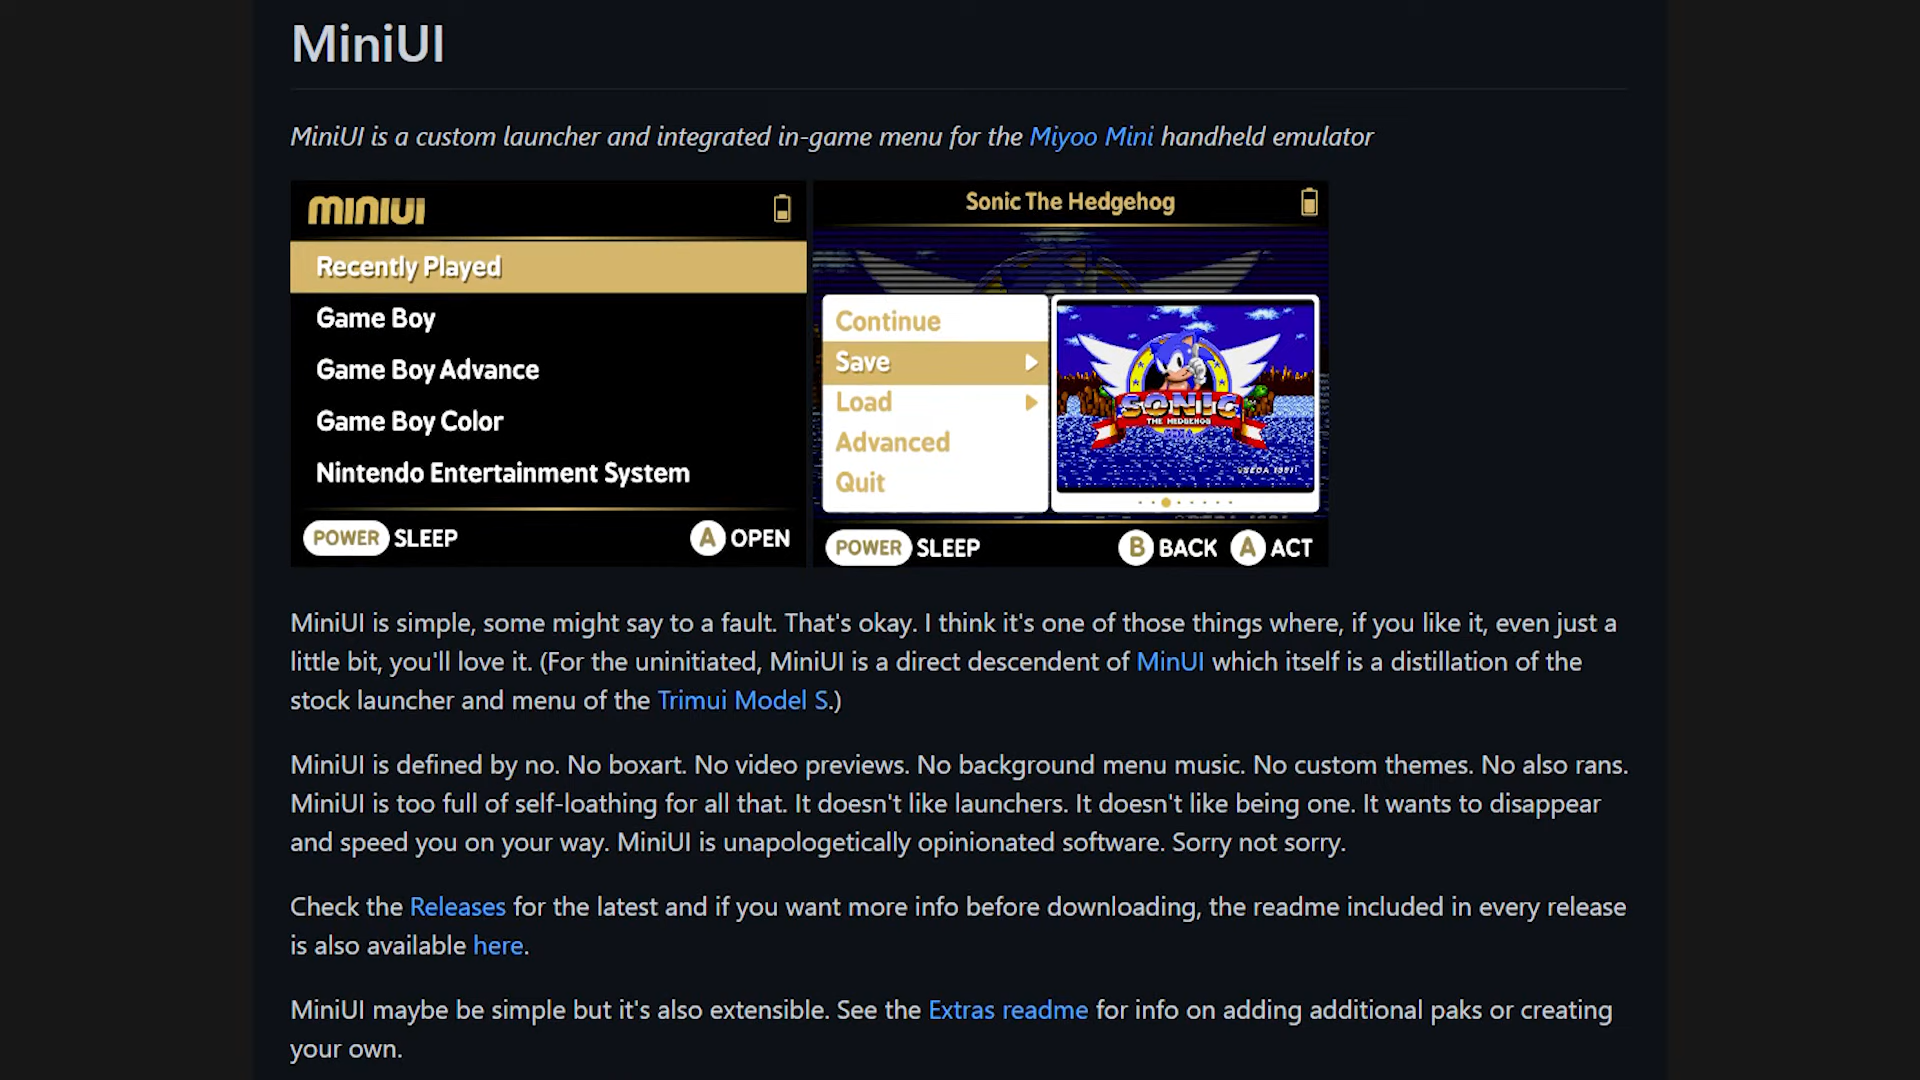 MiniUI
MiniUI is a custom launcher and integrated in-game menu for the Miyoo Mini handheld emulator
MINIUI
Recently Played
Game Boy
Game Boy Advance
Game Boy Color
Nintendo Entertainment System
POWER SLEEP
A OPEN
Sonic The Hedgehog
Continue
Save
Load
Advanced
Quit
SONIC
THE HEDGEHOG
SEGA
©SEGA 1991
POWER SLEEP
B BACK A ACT
MiniUI is simple, some might say to a fault. That's okay. I think it's one of those things where, if you like it, even just a
little bit, you'll love it. (For the uninitiated, MiniUI is a direct descendent of MinUI which itself is a distillation of the
stock launcher and menu of the Trimui Model S.)
MiniUI is defined by no. No boxart. No video previews. No background menu music. No custom themes. No also rans.
MiniUI is too full of self-loathing for all that. It doesn't like launchers. It doesn't like being one. It wants to disappear
and speed you on your way. MiniUI is unapologetically opinionated software. Sorry not sorry.
Check the Releases for the latest and if you want more info before downloading, the readme included in every release
is also available here.
MiniUI maybe be simple but it's also extensible. See the Extras readme for info on adding additional paks or creating
your own.